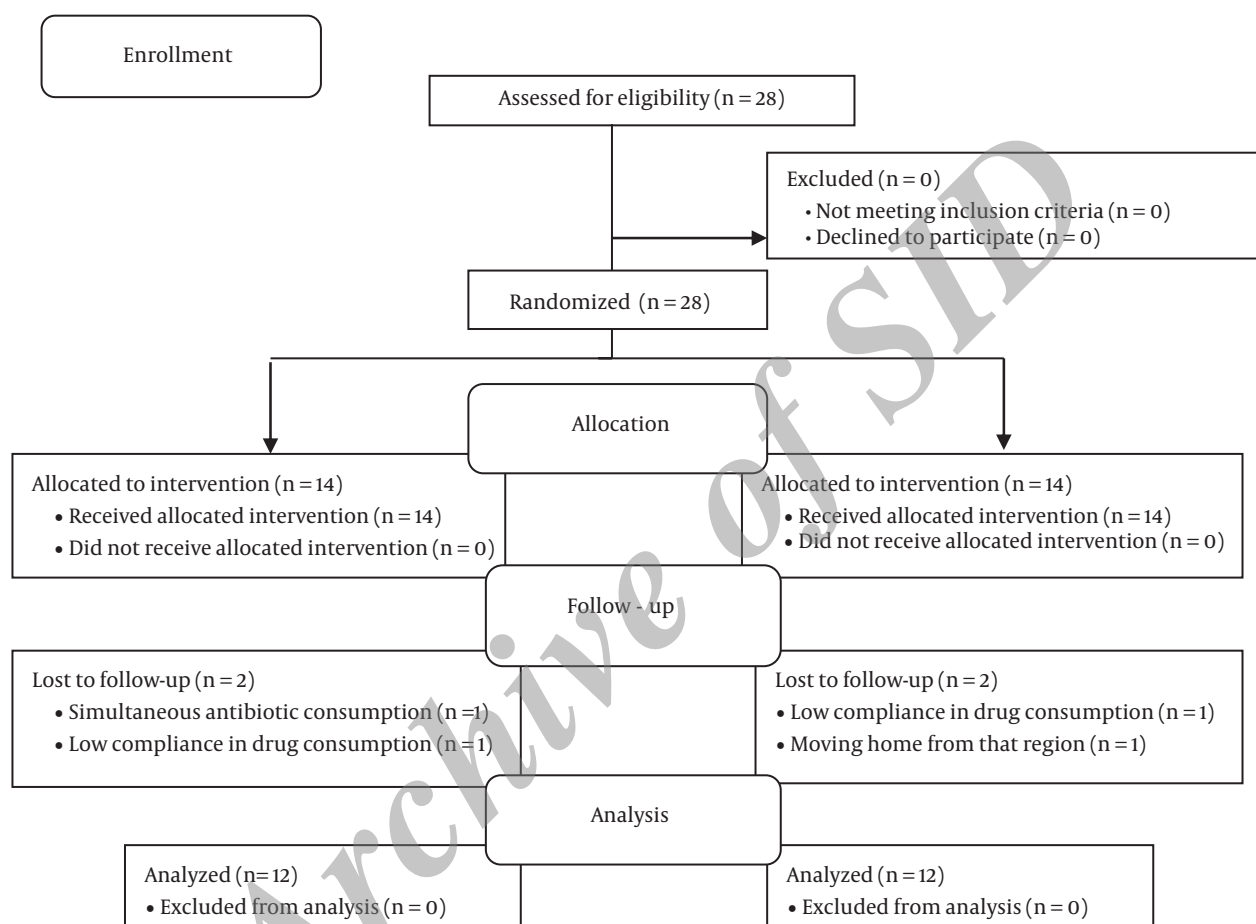 Enrollment
Assessed for eligibility (n = 28)
Excluded (n = 0)
• Not meeting inclusion criteria (n = 0)
• Declined to participate (n = 0)
Randomized (n = 28)
Allocation
Allocated to intervention (n = 14)
• Received allocated intervention (n = 14)
• Did not receive allocated intervention (n = 0)
Allocated to intervention (n = 14)
• Received allocated intervention (n = 14)
• Did not receive allocated intervention (n = 0)
Follow - up
Lost to follow-up (n = 2)
• Simultaneous antibiotic consumption (n =1)
• Low compliance in drug consumption (n = 1)
Lost to follow-up (n = 2)
• Low compliance in drug consumption (n = 1)
• Moving home from that region (n = 1)
Analysis
Analyzed (n= 12)
• Excluded from analysis (n = 0)
Analyzed (n = 12)
• Excluded from analysis (n = 0)
Archive of SID